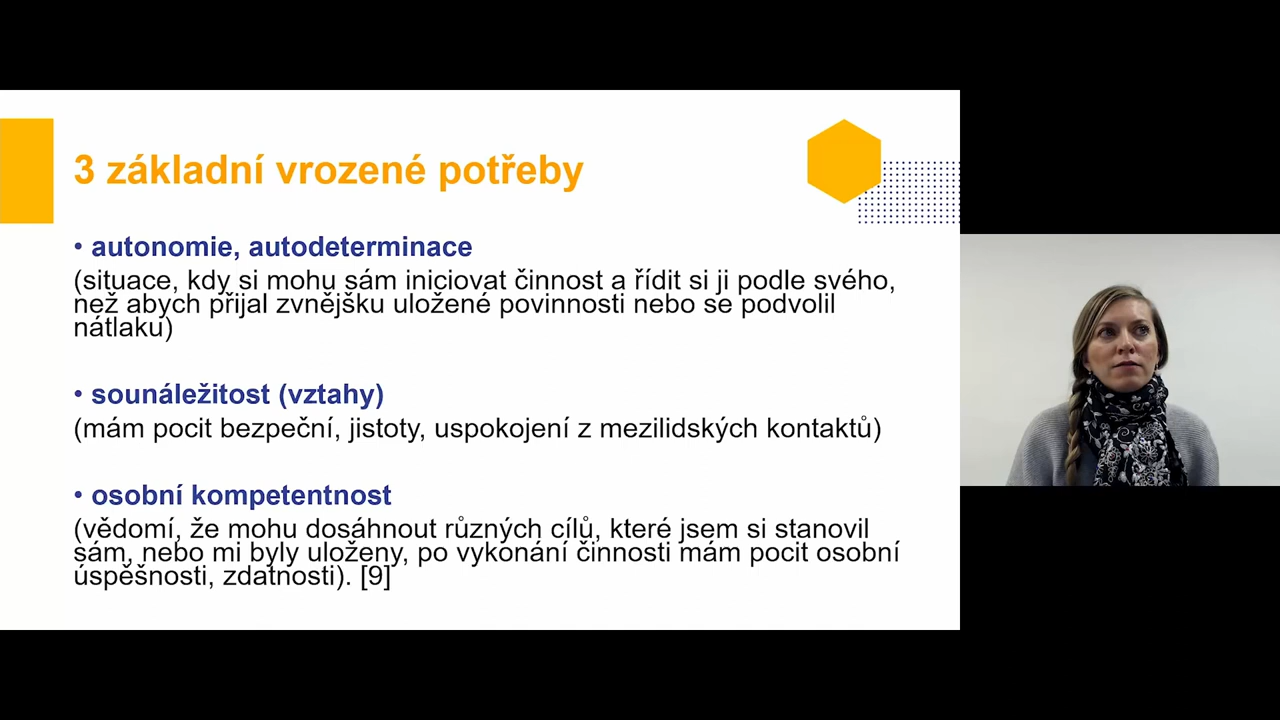 3 základní vrozené potřeby
• autonomie, autodeterminace
(situace, kdy si mohu sám iniciovat činnost a řídit si ji podle svého,
než abych přijal zvnějšku uložené povinnosti nebo se podvolil
nátlaku)
• sounáležitost (vztahy)
(mám pocit bezpeční, jistoty, uspokojení z mezilidských kontaktů)
• osobní kompetentnost
(vědomí, že mohu dosáhnout různých cílů, které jsem si stanovil
sám, nebo mi byly uloženy, po vykonání činnosti mám pocit osobní
úspěšnosti, zdatnosti). [9]